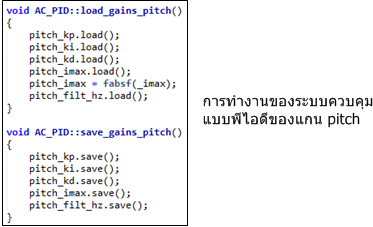 void AC_PID::load_gains_pitch()
{
    pitch_kp.load();
    pitch_ki.load();
    pitch_kd.load();
    pitch_imax.load();
    pitch_imax = fabsf(_imax);
    pitch_filt_hz.load();
}

void AC_PID::save_gains_pitch()
{
    pitch_kp.save();
    pitch_ki.save();
    pitch_kd.save();
    pitch_imax.save();
    pitch_filt_hz.save();
}
การทำงานของระบบควบคุม
แบบพีไอดีของแกน pitch